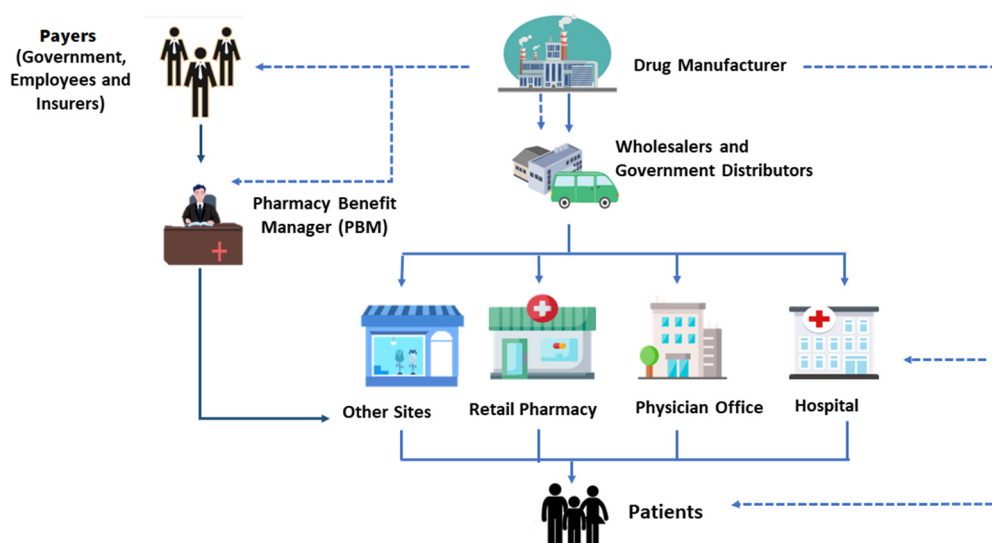 Payers
(Government,
Employees and
Insurers)
Drug Manufacturer
Wholesalers and
Government Distributors
Pharmacy Benefit
Manager (PBM)
Other Sites
Retail Pharmacy
Physician Office
Hospital
Patients